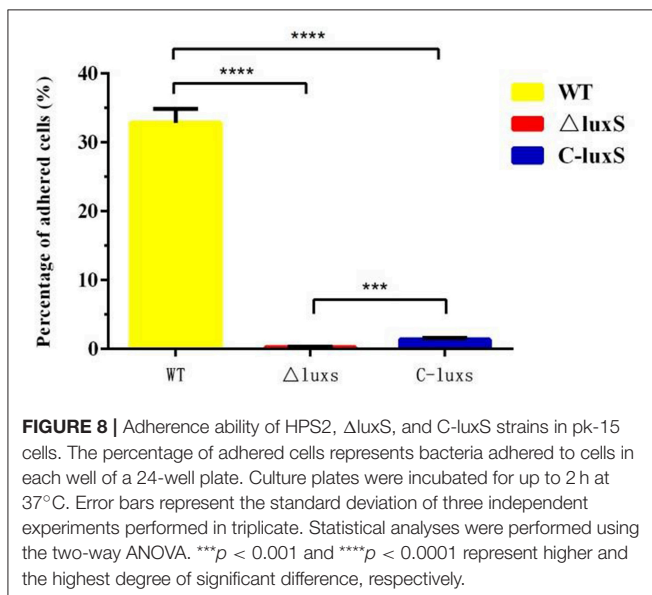 ****
****
***
40
30
20
10
0
Percentage of adhered cells (%)
WT
△luxS
C-luxS
WT
△luxs
C-luxs
FIGURE 8 | Adherence ability of HPS2, ΔluxS, and C-luxS strains in pk-15
cells. The percentage of adhered cells represents bacteria adhered to cells in
each well of a 24-well plate. Culture plates were incubated for up to 2 h at
37°C. Error bars represent the standard deviation of three independent
experiments performed in triplicate. Statistical analyses were performed using
the two-way ANOVA. ***p < 0.001 and ****p < 0.0001 represent higher and
the highest degree of significant difference, respectively.